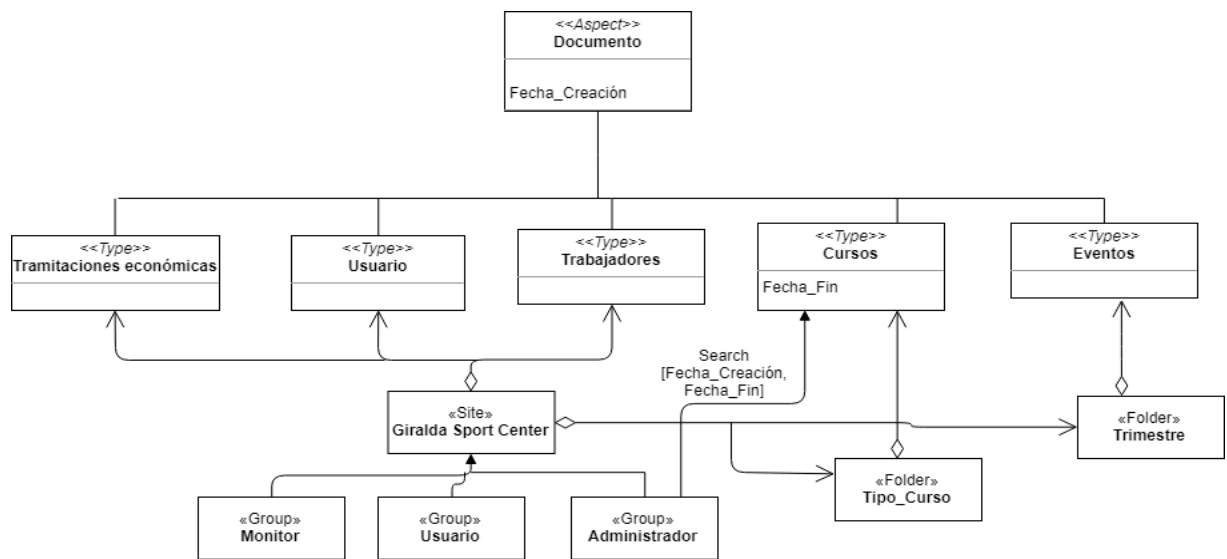 <<Aspect>>
Documento
Fecha_Creación
<<Type>>
Tramitaciones económicas
<<Type>>
Usuario
<<Type>>
Trabajadores
<<Type>>
Cursos
Fecha_Fin
<<Type>>
Eventos
Search
[Fecha_Creación,
Fecha_Fin]
«Site»
Giralda Sport Center
«Folder»
Trimestre
«Folder»
Tipo_Curso
«Group»
Monitor
«Group»
Usuario
«Group»
Administrador